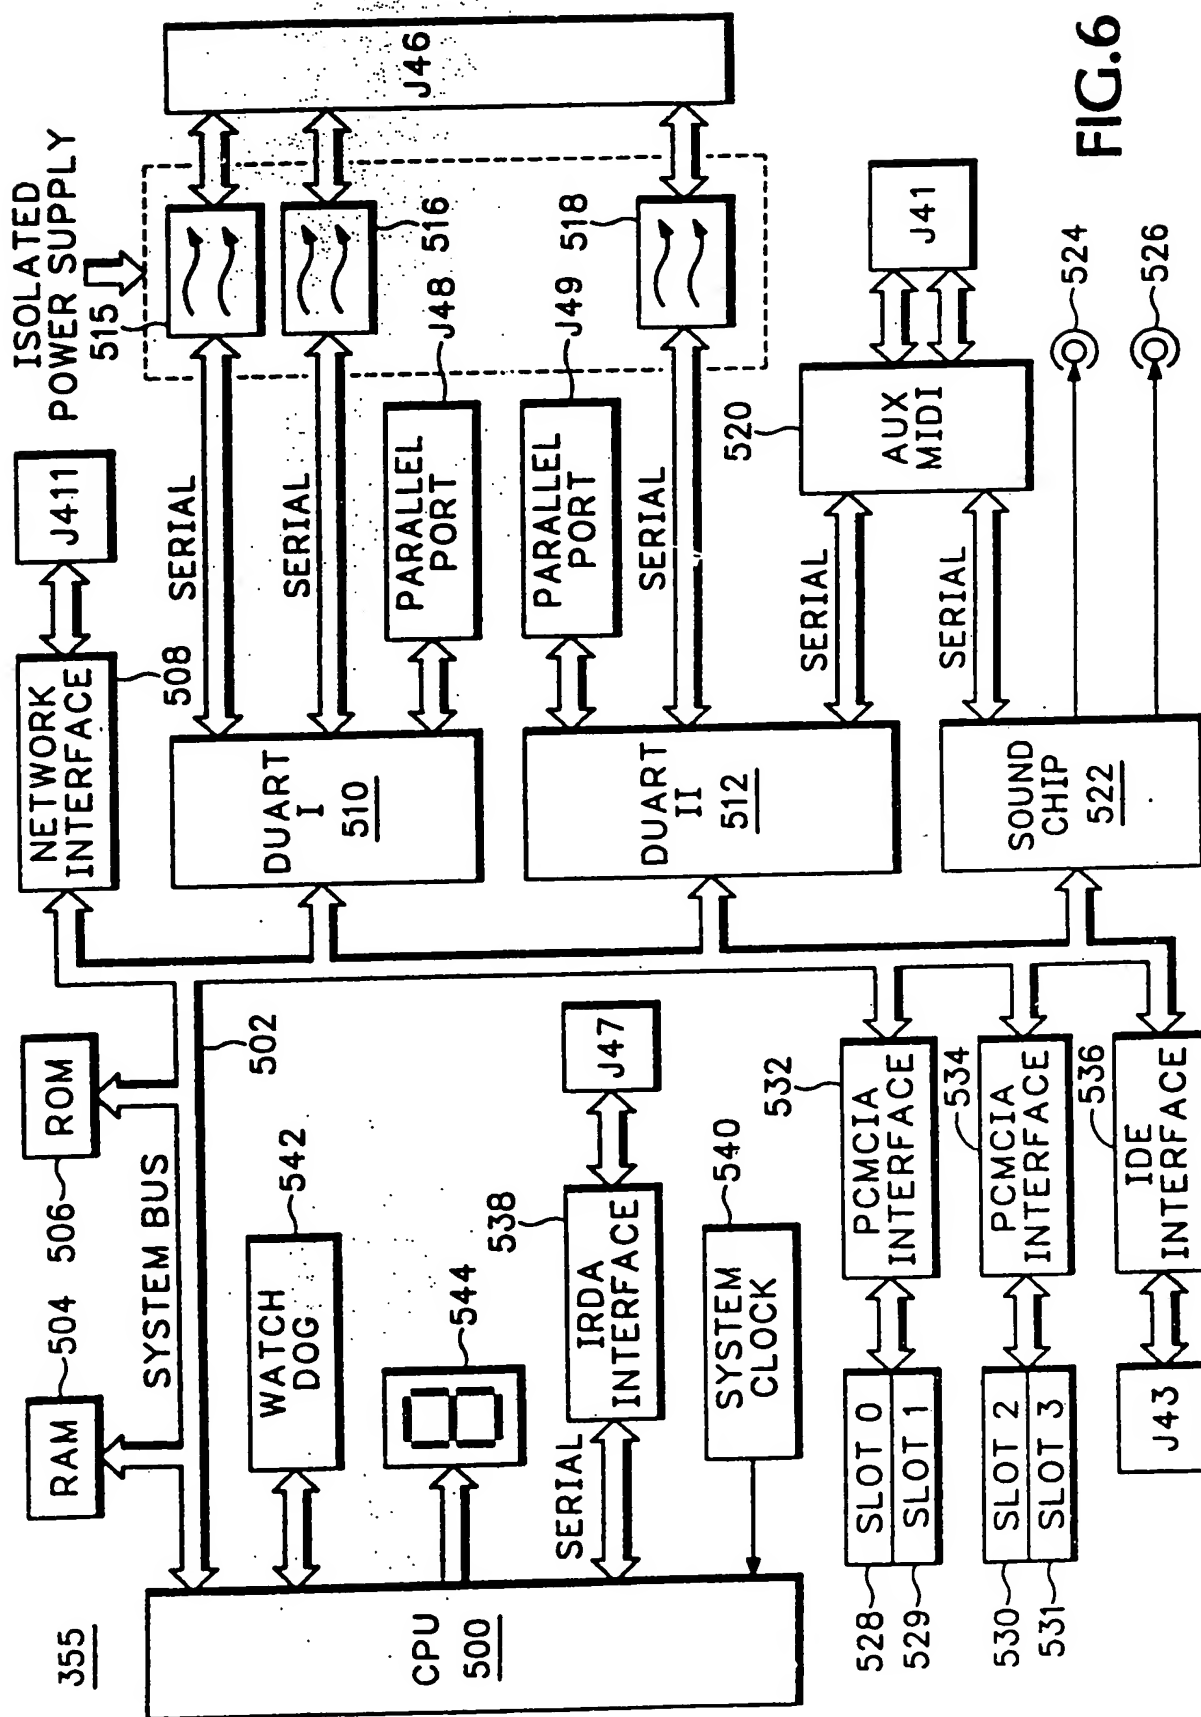 355
CPU
500
RAM
504
ROM
506
SYSTEM BUS
502
WATCH
DOG
542
544
SERIAL
IRDA
INTERFACE
538
J47
SYSTEM
CLOCK
540
SLOT 0
SLOT 1
528
529
PCMCIA
INTERFACE
532
SLOT 2
SLOT 3
530
531
PCMCIA
INTERFACE
534
J43
IDE
INTERFACE
536
NETWORK
INTERFACE
508
J411
ISOLATED
POWER SUPPLY
515
DUART
I
510
SERIAL
SERIAL
516
PARALLEL
PORT
J48
J46
DUART
II
512
PARALLEL
PORT
J49
SERIAL
518
SERIAL
520
AUX
MIDI
J41
SOUND
CHIP
522
SERIAL
524
526
FIG.6